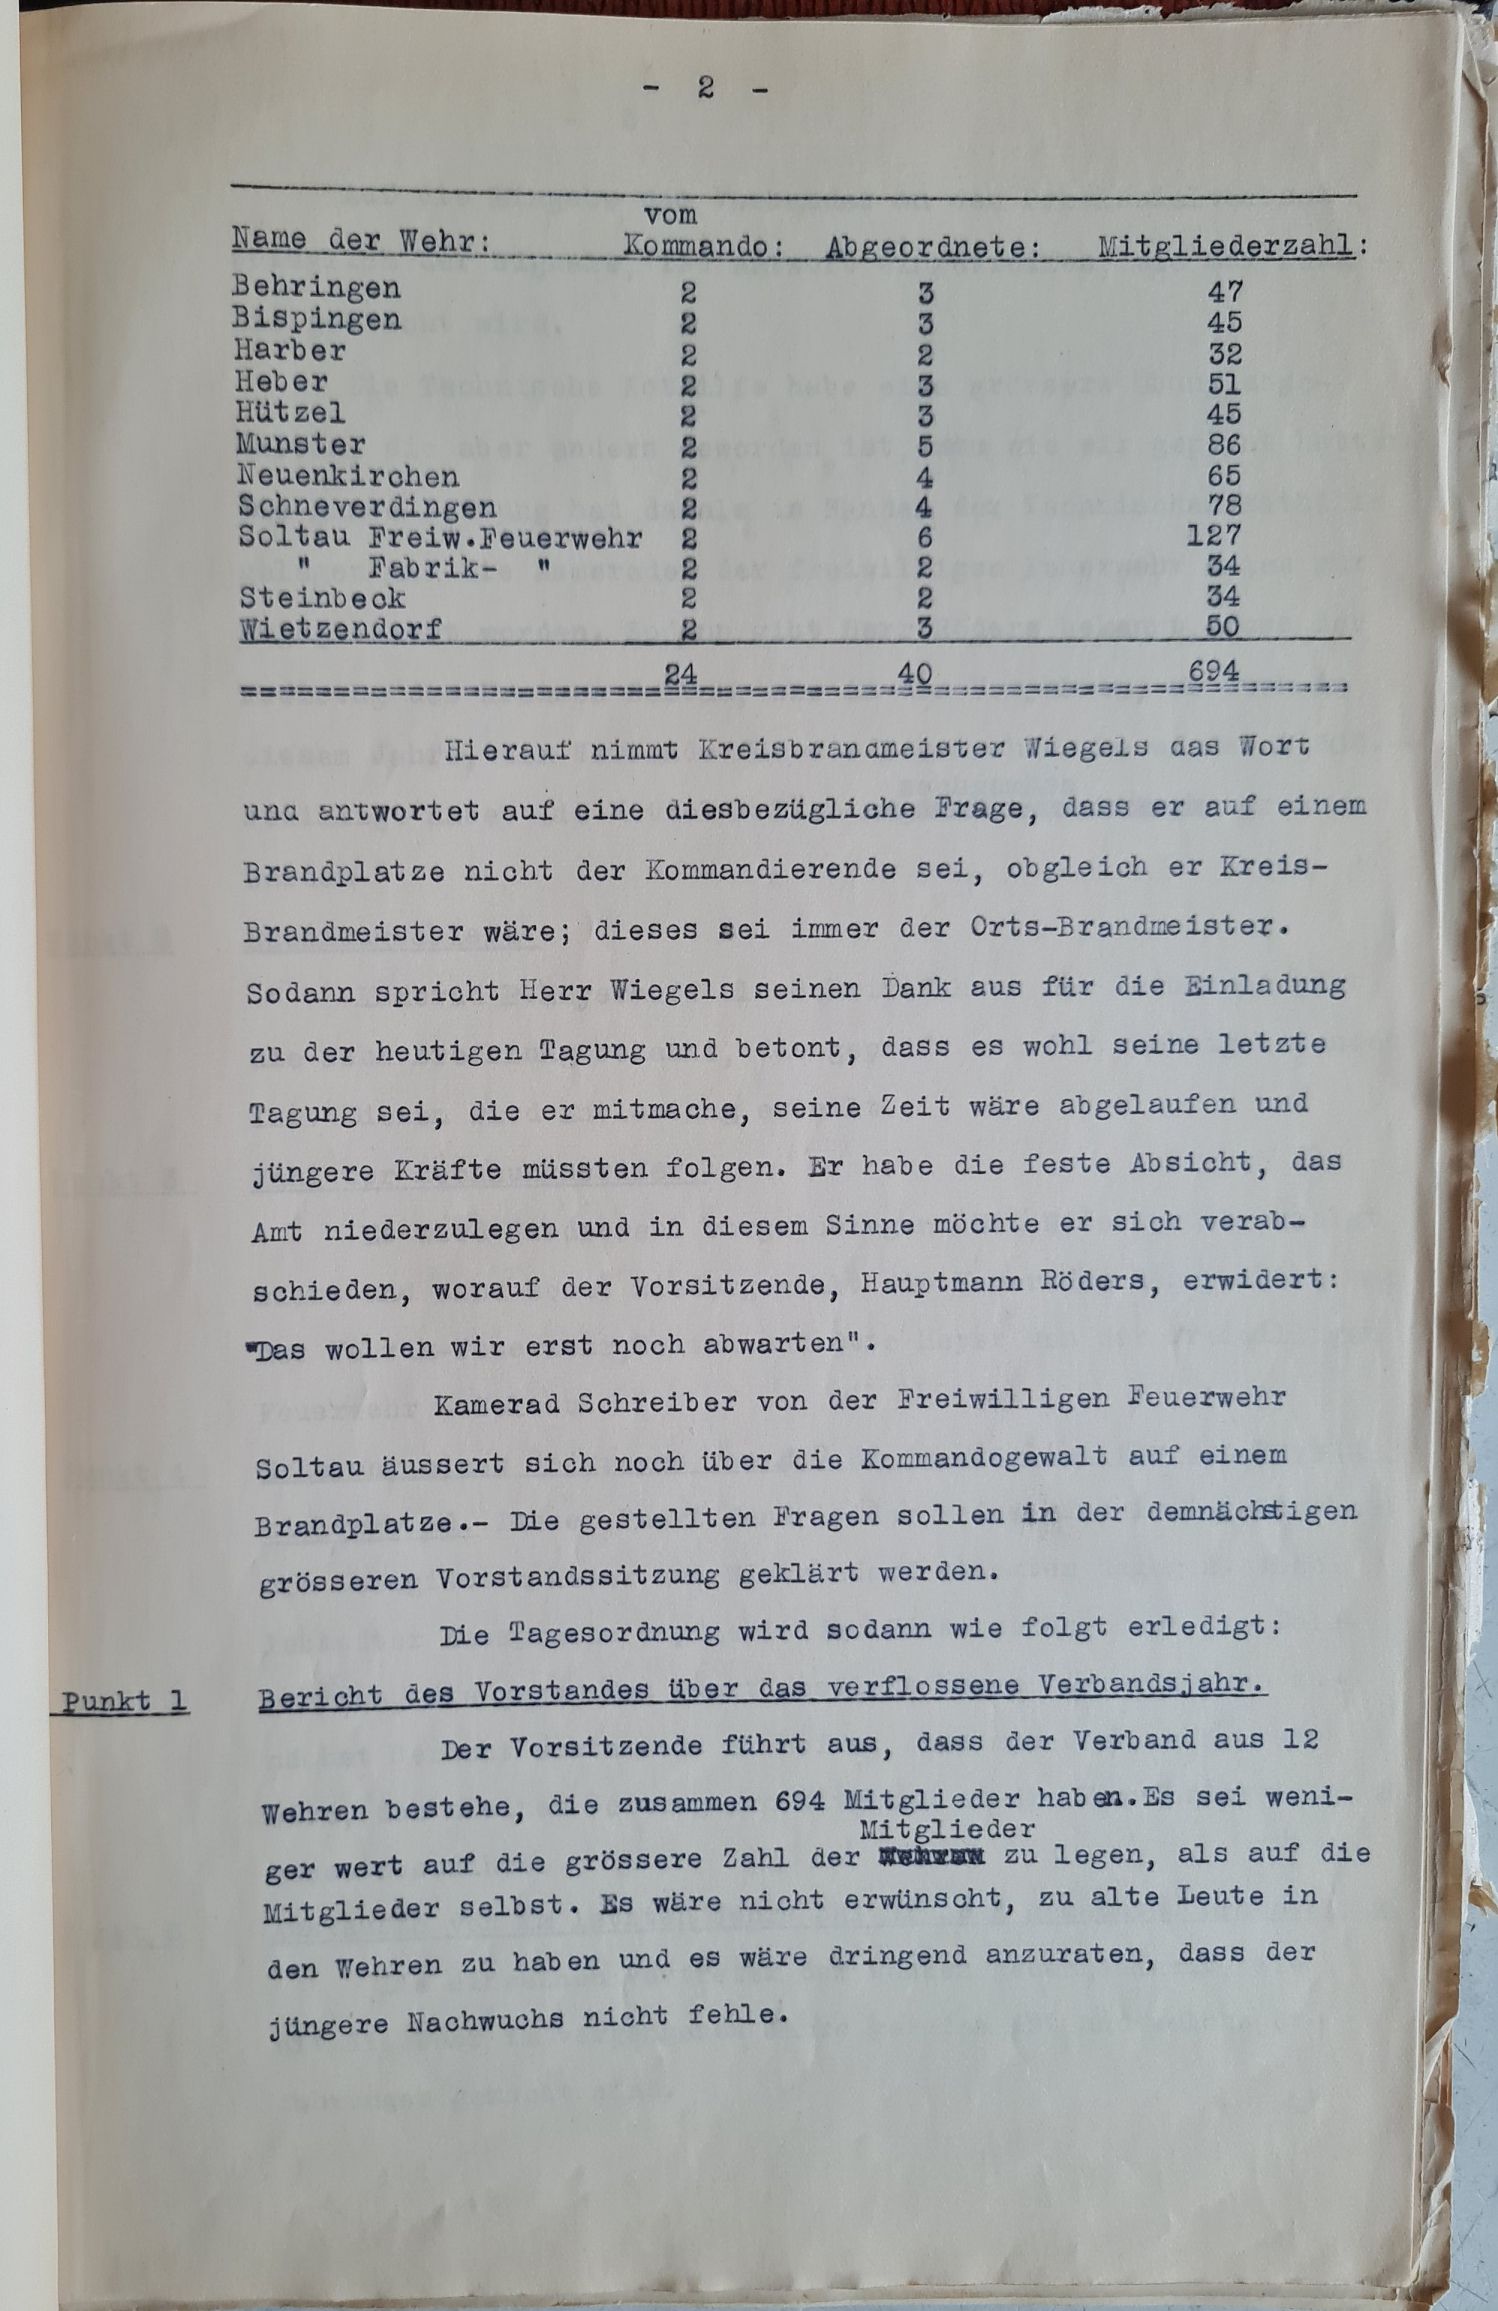 - 2 -
vom
Name der Wehr: Kommando: Abgeordnete: Mitgliederzahl:
Behringen 2 3 47
Bispingen 2 3 45
Harber 2 2 32
Heber 2 3 51
Hützel 2 3 45
Munster 2 5 86
Neuenkirchen 2 4 65
Schneverdingen 2 4 78
Soltau Freiw.Feuerwehr 2 6 127
" Fabrik- " 2 2 34
Steinbeck 2 2 34
Wietzendorf 2 3 50
24 40 694
Hierauf nimmt Kreisbrandmeister Wiegels das Wort
und antwortet auf eine diesbezügliche Frage, dass er auf einem
Brandplatze nicht der Kommandierende sei, obgleich er Kreis-
Brandmeister wäre; dieses sei immer der Orts-Brandmeister.
Sodann spricht Herr Wiegels seinen Dank aus für die Einladung
zu der heutigen Tagung und betont, dass es wohl seine letzte
Tagung sei, die er mitmache, seine Zeit wäre abgelaufen und
jüngere Kräfte müssten folgen. Er habe die feste Absicht, das
Amt niederzulegen und in diesem Sinne möchte er sich verab-
schieden, worauf der Vorsitzende, Hauptmann Röders, erwidert:
"Das wollen wir erst noch abwarten".
Kamerad Schreiber von der Freiwilligen Feuerwehr
Soltau äussert sich noch über die Kommandogewalt auf einem
Brandplatze.- Die gestellten Fragen sollen in der demnächstigen
grösseren Vorstandssitzung geklärt werden.
Die Tagesordnung wird sodann wie folgt erledigt:
Punkt 1 Bericht des Vorstandes über das verflossene Verbandsjahr.
Der Vorsitzende führt aus, dass der Verband aus 12
Wehren bestehe, die zusammen 694 Mitglieder haben.Es sei weni-
Mitglieder
ger wert auf die grössere Zahl der zu legen, als auf die
Mitglieder selbst. Es wäre nicht erwünscht, zu alte Leute in
den Wehren zu haben und es wäre dringend anzuraten, dass der
jüngere Nachwuchs nicht fehle.